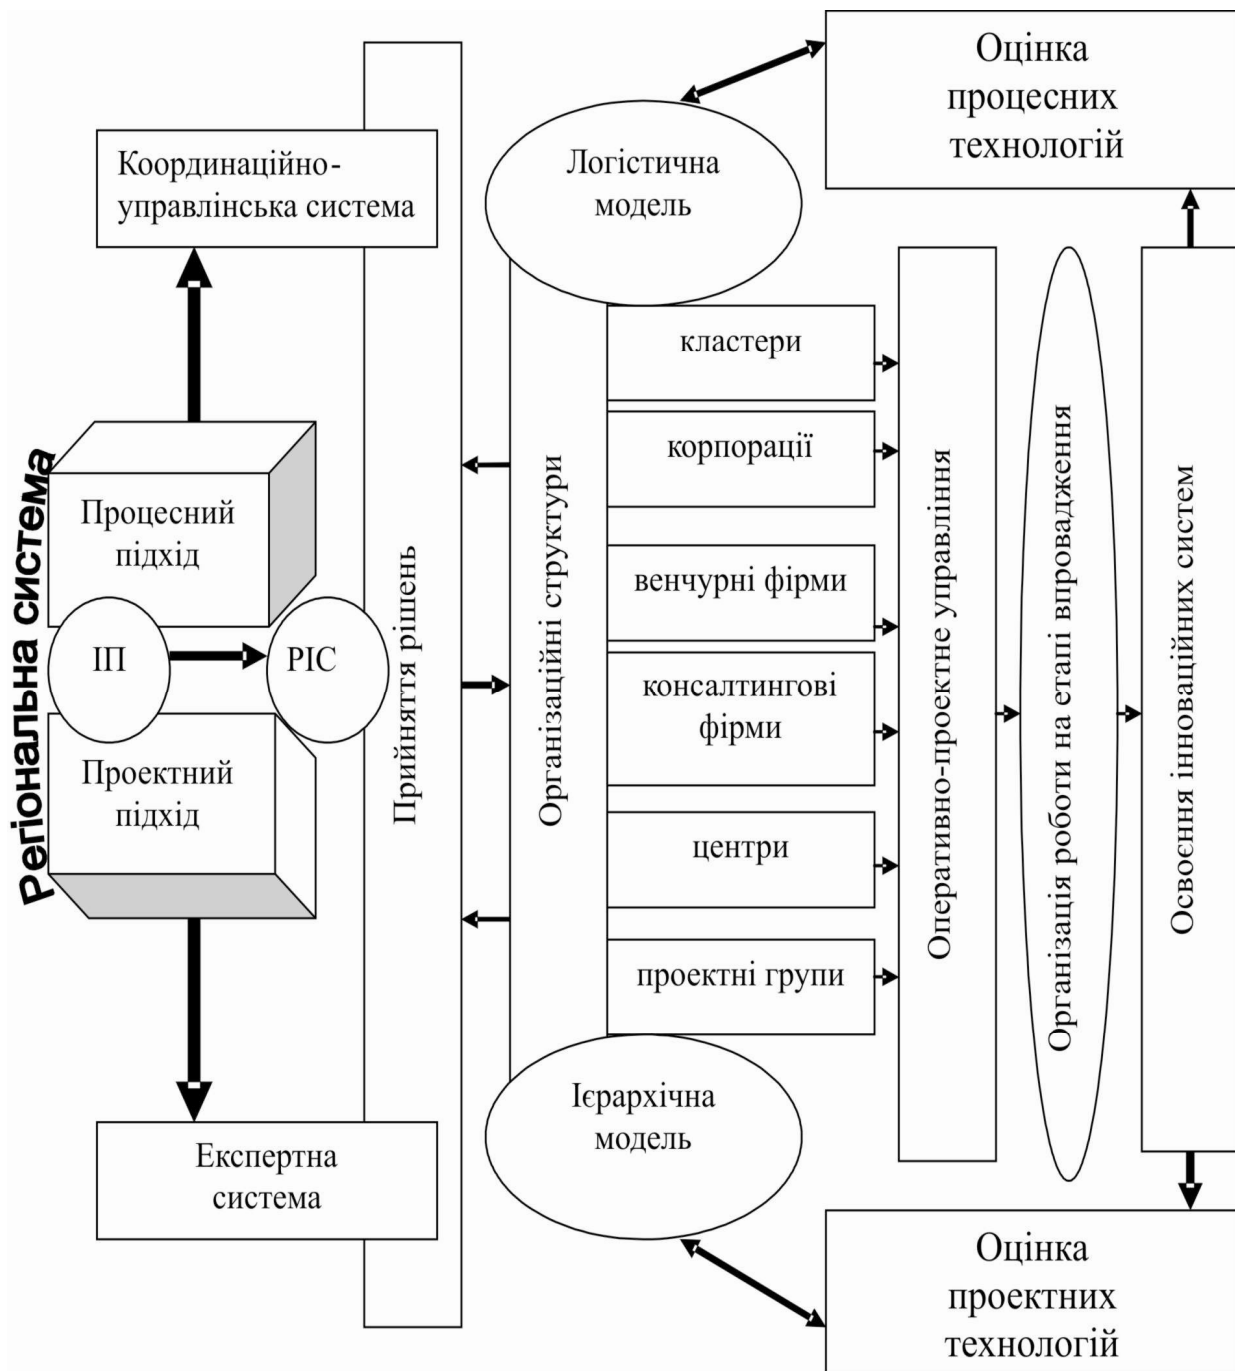 Регіональна система
Координаційно-
управлінська система
Процесний
підхід
ІП
РІС
Проектний
підхід
Експертна
система
Прийняття рішень
Логістична
модель
Організаційні структури
кластери
корпорації
венчурні фірми
консалтингові
фірми
центри
проектні групи
Ієрархічна
модель
Оперативно-проектне управління
Організація роботи на етапі впровадження
Освоєння інноваційних систем
Оцінка
процесних
технологій
Оцінка
проектних
технологій